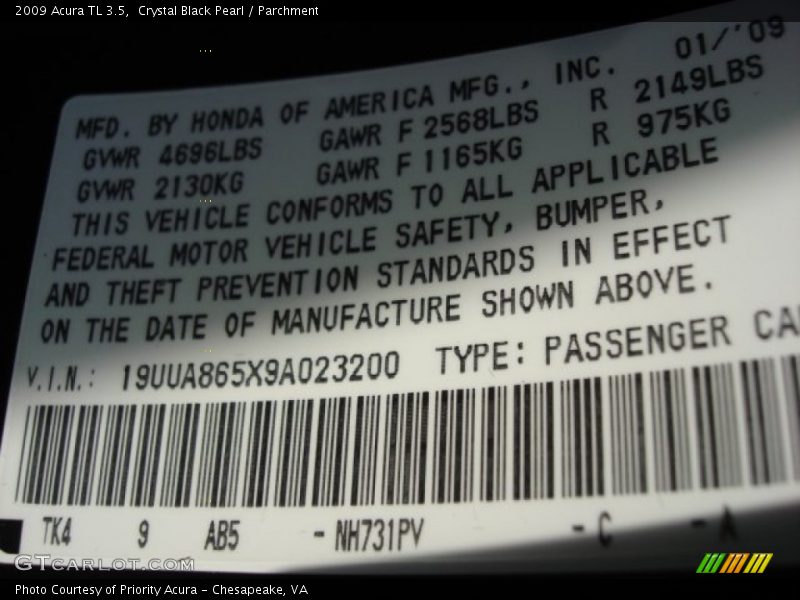 2009 Acura TL 3.5,  Crystal Black Pearl / Parchment
01/'09
MFD. BY HONDA OF AMERICA MFG., INC.
GVWR 4696LBS GAWR F 2568LBS R 2149LBS
GVWR 2130KG GAWR F 1165KG R 975KG
THIS VEHICLE CONFORMS TO ALL APPLICABLE
FEDERAL MOTOR VEHICLE SAFETY, BUMPER,
AND THEFT PREVENTION STANDARDS IN EFFECT
ON THE DATE OF MANUFACTURE SHOWN ABOVE.
V.I.N.: 19UUA865X9A023200 TYPE: PASSENGER CA
TK4 9 AB5 - NH731PV - C - A
GTCARLOT.COM
Photo Courtesy of Priority Acura - Chesapeake, VA